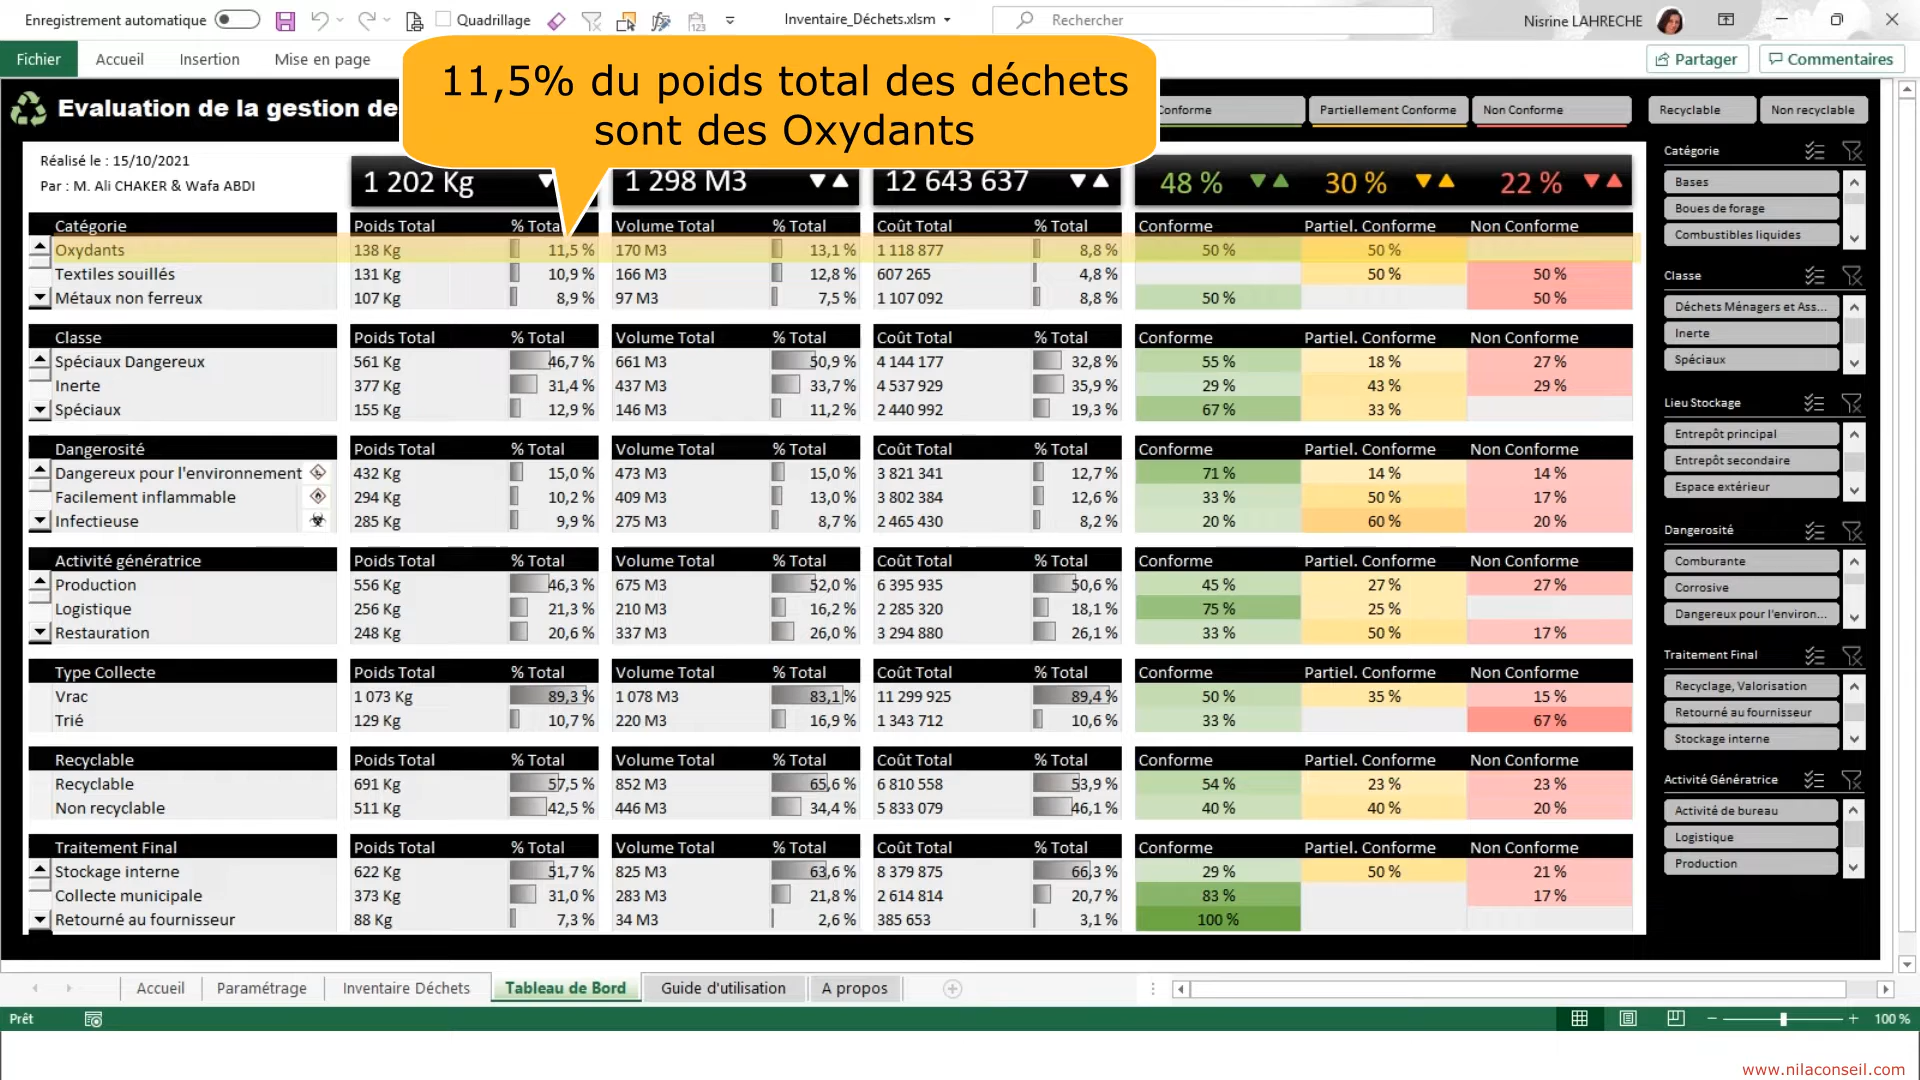 Enregistrement automatique
Quadrillage
Inventaire_Déchets.xlsm
Rechercher
Nisrine LAHRECHE
Fichier Accueil Insertion Mise en page
Partager Commentaires
11,5% du poids total des déchets
sont des Oxydants
Evaluation de la gestion de
Conforme Partiellement Conforme Non Conforme Recyclable Non recyclable
Réalisé le : 15/10/2021
Par : M. Ali CHAKER & Wafa ABDI
1 202 Kg 1 298 M3 12 643 637 48 % 30 % 22 %
Catégorie Poids Total % Total Volume Total % Total Coût Total % Total Conforme Partiel. Conforme Non Conforme
Oxydants 138 Kg 11,5 % 170 M3 13,1 % 1 118 877 8,8 % 50 % 50 %
Textiles souillés 131 Kg 10,9 % 166 M3 12,8 % 607 265 4,8 % 50 % 50 %
Métaux non ferreux 107 Kg 8,9 % 97 M3 7,5 % 1 107 092 8,8 % 50 % 50 %
Classe Poids Total % Total Volume Total % Total Coût Total % Total Conforme Partiel. Conforme Non Conforme
Spéciaux Dangereux 561 Kg 46,7 % 661 M3 50,9 % 4 144 177 32,8 % 55 % 18 % 27 %
Inerte 377 Kg 31,4 % 437 M3 33,7 % 4 537 929 35,9 % 29 % 43 % 29 %
Spéciaux 155 Kg 12,9 % 146 M3 11,2 % 2 440 992 19,3 % 67 % 33 %
Dangerosité Poids Total % Total Volume Total % Total Coût Total % Total Conforme Partiel. Conforme Non Conforme
Dangereux pour l'environnement 432 Kg 15,0 % 473 M3 15,0 % 3 821 341 12,7 % 71 % 14 % 14 %
Facilement inflammable 294 Kg 10,2 % 409 M3 13,0 % 3 802 384 12,6 % 33 % 50 % 17 %
Infectieuse 285 Kg 9,9 % 275 M3 8,7 % 2 465 430 8,2 % 20 % 60 % 20 %
Activité génératrice Poids Total % Total Volume Total % Total Coût Total % Total Conforme Partiel. Conforme Non Conforme
Production 556 Kg 46,3 % 675 M3 52,0 % 6 395 935 50,6 % 45 % 27 % 27 %
Logistique 256 Kg 21,3 % 210 M3 16,2 % 2 285 320 18,1 % 75 % 25 %
Restauration 248 Kg 20,6 % 337 M3 26,0 % 3 294 880 26,1 % 33 % 50 % 17 %
Type Collecte Poids Total % Total Volume Total % Total Coût Total % Total Conforme Partiel. Conforme Non Conforme
Vrac 1 073 Kg 89,3 % 1 078 M3 83,1 % 11 299 925 89,4 % 50 % 35 % 15 %
Trié 129 Kg 10,7 % 220 M3 16,9 % 1 343 712 10,6 % 33 % 67 %
Recyclable Poids Total % Total Volume Total % Total Coût Total % Total Conforme Partiel. Conforme Non Conforme
Recyclable 691 Kg 57,5 % 852 M3 65,6 % 6 810 558 53,9 % 54 % 23 % 23 %
Non recyclable 511 Kg 42,5 % 446 M3 34,4 % 5 833 079 46,1 % 40 % 40 % 20 %
Traitement Final Poids Total % Total Volume Total % Total Coût Total % Total Conforme Partiel. Conforme Non Conforme
Stockage interne 622 Kg 51,7 % 825 M3 63,6 % 8 379 875 66,3 % 29 % 50 % 21 %
Collecte municipale 373 Kg 31,0 % 283 M3 21,8 % 2 614 814 20,7 % 83 % 17 %
Retourné au fournisseur 88 Kg 7,3 % 34 M3 2,6 % 385 653 3,1 % 100 %
Catégorie
Bases
Boues de forage
Combustibles liquides
Classe
Déchets Ménagers et Ass...
Inerte
Spéciaux
Lieu Stockage
Entrepôt principal
Entrepôt secondaire
Espace extérieur
Dangerosité
Comburante
Corrosive
Dangereux pour l'environ...
Traitement Final
Recyclage, Valorisation
Retourné au fournisseur
Stockage interne
Activité Génératrice
Activité de bureau
Logistique
Production
Accueil Paramétrage Inventaire Déchets Tableau de Bord Guide d'utilisation A propos
Prêt
100 %
www.nilaconseil.com